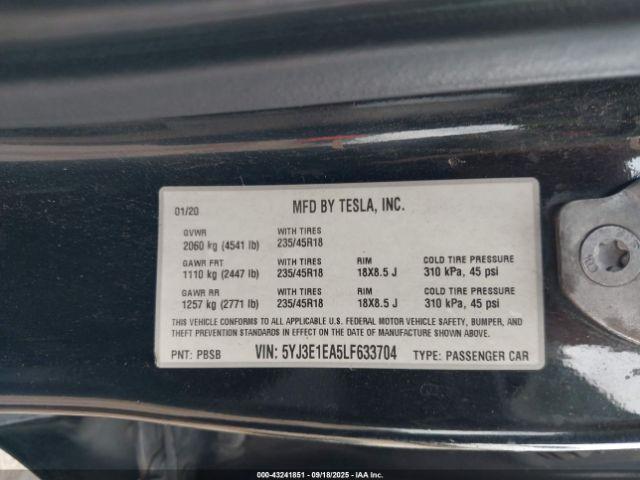 01/20 MFD BY TESLA, INC.
GVWR WITH TIRES
2060 kg (4541 lb) 235/45R18
GAWR FRT WITH TIRES RIM COLD TIRE PRESSURE
1110 kg (2447 lb) 235/45R18 18X8.5 J 310 kPa, 45 psi
GAWR RR WITH TIRES RIM COLD TIRE PRESSURE
1257 kg (2771 lb) 235/45R18 18X8.5 J 310 kPa, 45 psi
THIS VEHICLE CONFORMS TO ALL APPLICABLE U.S. FEDERAL MOTOR VEHICLE SAFETY, BUMPER, AND
THEFT PREVENTION STANDARDS IN EFFECT ON THE DATE OF MANUFACTURE SHOWN ABOVE.
PNT: PBSB VIN: 5YJ3E1EA5LF633704 TYPE: PASSENGER CAR
000-43241851 - 09/18/2025 - IAA Inc.